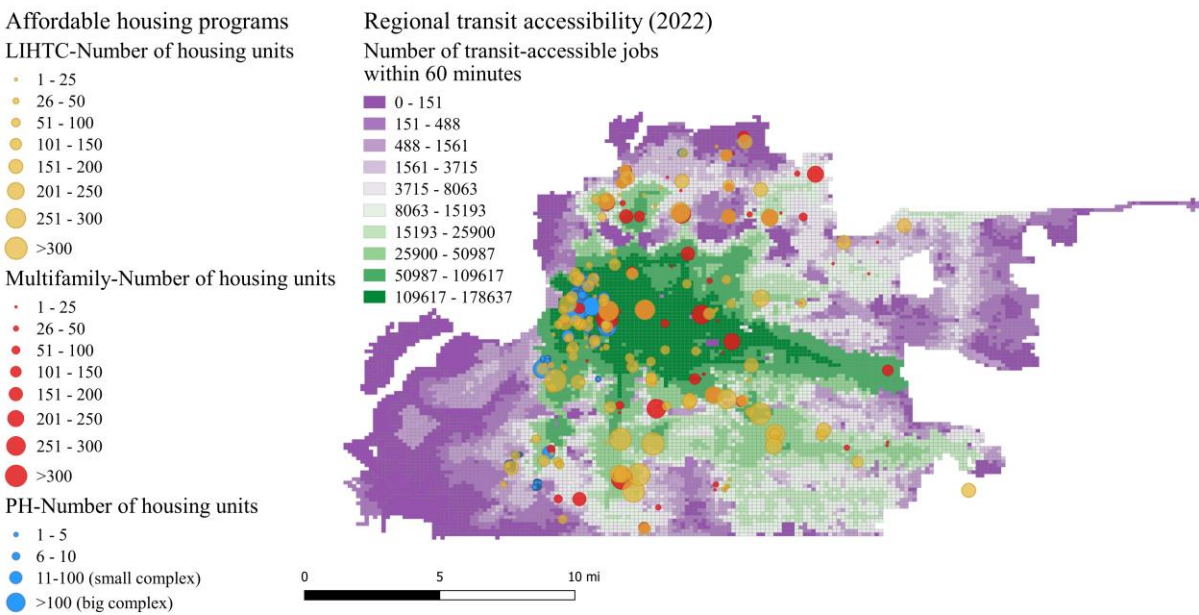 Affordable housing programs
LIHTC-Number of housing units
1 - 25
26 - 50
51 - 100
101 - 150
151 - 200
201 - 250
251 - 300
>300
Multifamily-Number of housing units
1 - 25
26 - 50
51 - 100
101 - 150
151 - 200
201 - 250
251 - 300
>300
PH-Number of housing units
1 - 5
6 - 10
11-100 (small complex)
>100 (big complex)
Regional transit accessibility (2022)
Number of transit-accessible jobs
within 60 minutes
0 - 151
151 - 488
488 - 1561
1561 - 3715
3715 - 8063
8063 - 15193
15193 - 25900
25900 - 50987
50987 - 109617
109617 - 178637
0 5 10 mi